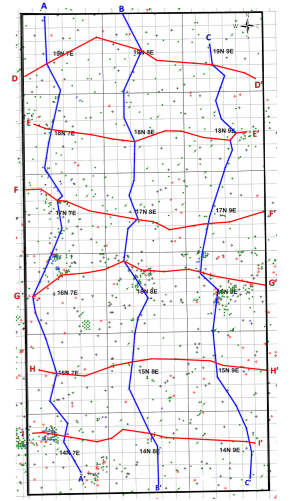 A
B
C
19N 7E
19N 8E
19N 9E
D
D'
E
18N 7E
18N 8E
18N 9E
E'
F
17N 7E
17N 8E
17N 9E
F'
G
16N 7E
16N 8E
16N 9E
G'
H
15N 7E
15N 8E
15N 9E
H'
I'
14N 7E
14N 8E
14N 9E
A'
B'
C'